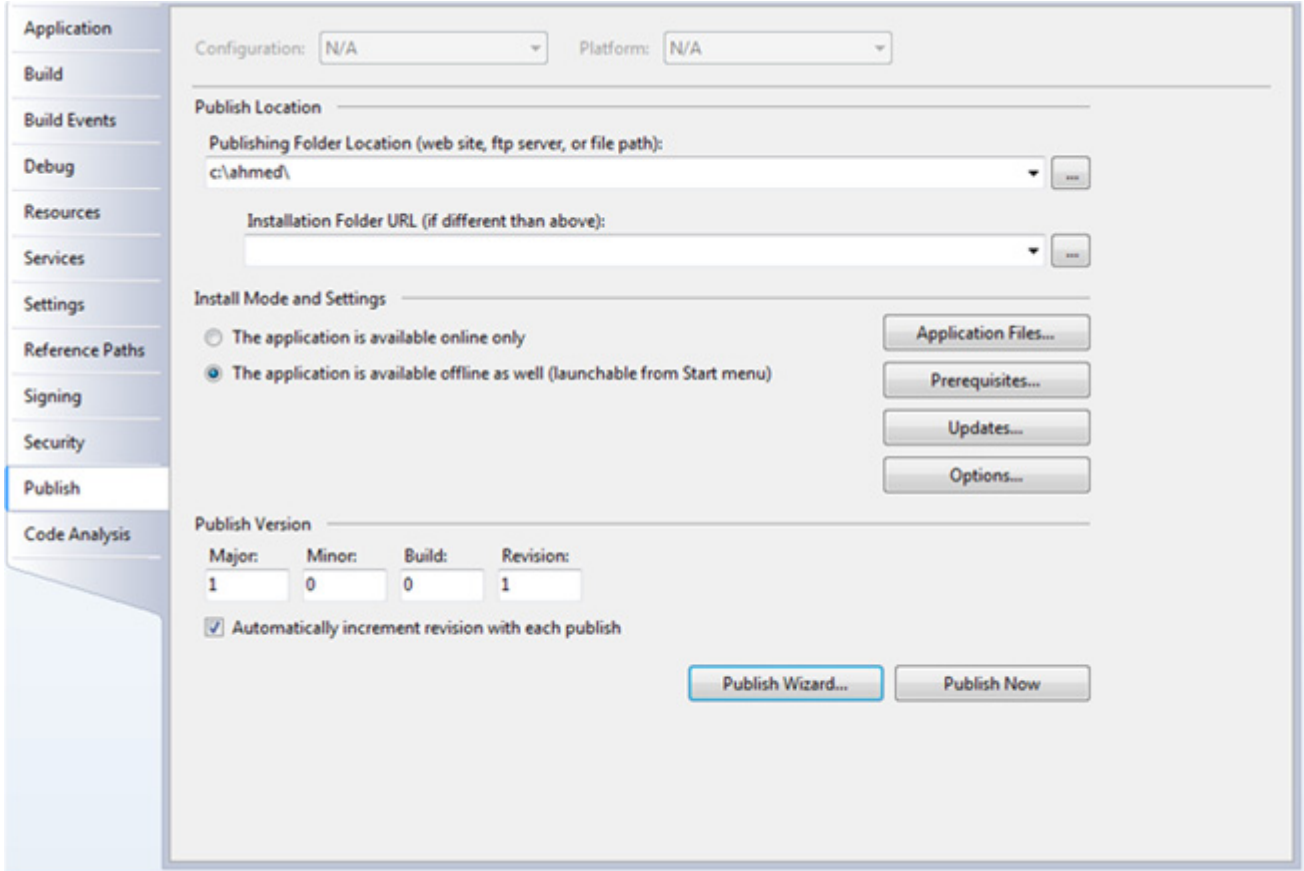 Application
Build
Build Events
Debug
Resources
Services
Settings
Reference Paths
Signing
Security
Publish
Code Analysis
Configuration: N/A Platform: N/A
Publish Location
Publishing Folder Location (web site, ftp server, or file path):
c:\ahmed\ ...
Installation Folder URL (if different than above):
...
Install Mode and Settings
The application is available online only
The application is available offline as well (launchable from Start menu)
Application Files...
Prerequisites...
Updates...
Options...
Publish Version
Major: Minor: Build: Revision:
1 0 0 1
Automatically increment revision with each publish
Publish Wizard... Publish Now